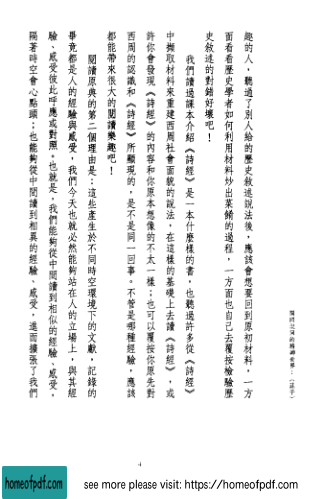 趣的人，聽過了別人給的歷史敘述說法後，應該會想要回到原初材料，一方
面看看歷史學者如何利用材料炒出菜餚的過程，一方面也自己去覆按檢驗歷
史敘述的對錯好壞吧！
我們講過課本介紹《詩經》是一本什麼樣的書，也聽過許多從《詩經》
中擷取材料來重建西周社會面貌的說法，在這樣的基礎上去讀《詩經》，或
許你會發現《詩經》的內容和你原本想像的不太一樣；也可以覆按你原先對
西周的認識和《詩經》所顯現的，是不是同一回事。不管是哪種經驗，應該
都能帶來很大的閱讀樂趣吧！
閱讀原典的第二個理由是：這些產生於不同時空環境下的文獻，記錄的
畢竟都是人的經驗與感受，我們今天也就必然能夠站在人的立場上，與其經
驗、感受彼此呼應或對照。也就是，我們能夠從中間讀到相似的經驗、感受，
隔著時空會心點頭；也能夠從中間讀到相異的經驗、感受，進而擴張了我們
4
homeofpdf.com
see more please visit: https://homeofpdf.com